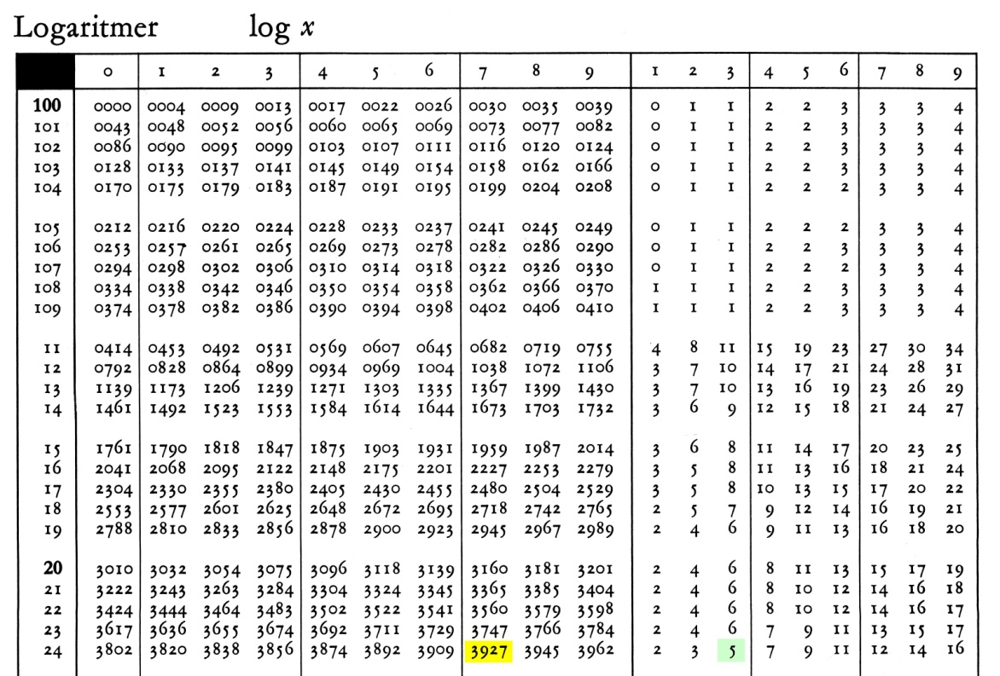 Logaritmer log x
0 1 2 3 4 5 6 7 8 9 1 2 3 4 5 6 7 8 9
100 0000 0004 0009 0013 0017 0022 0026 0030 0035 0039 0 1 1 2 2 3 3 3 4
101 0043 0048 0052 0056 0060 0065 0069 0073 0077 0082 0 1 1 2 2 3 3 3 4
102 0086 0090 0095 0099 0103 0107 0111 0116 0120 0124 0 1 1 2 2 3 3 3 4
103 0128 0133 0137 0141 0145 0149 0154 0158 0162 0166 0 1 1 2 2 3 3 3 4
104 0170 0175 0179 0183 0187 0191 0195 0199 0204 0208 0 1 1 2 2 2 3 3 4
105 0212 0216 0220 0224 0228 0233 0237 0241 0245 0249 0 1 1 2 2 2 3 3 4
106 0253 0257 0261 0265 0269 0273 0278 0282 0286 0290 0 1 1 2 2 3 3 3 4
107 0294 0298 0302 0306 0310 0314 0318 0322 0326 0330 0 1 1 2 2 2 3 3 4
108 0334 0338 0342 0346 0350 0354 0358 0362 0366 0370 1 1 1 2 2 3 3 3 4
109 0374 0378 0382 0386 0390 0394 0398 0402 0406 0410 1 1 1 2 2 3 3 3 4
11 0414 0453 0492 0531 0569 0607 0645 0682 0719 0755 4 8 11 15 19 23 27 30 34
12 0792 0828 0864 0899 0934 0969 1004 1038 1072 1106 3 7 10 14 17 21 24 28 31
13 1139 1173 1206 1239 1271 1303 1335 1367 1399 1430 3 7 10 13 16 19 23 26 29
14 1461 1492 1523 1553 1584 1614 1644 1673 1703 1732 3 6 9 12 15 18 21 24 27
15 1761 1790 1818 1847 1875 1903 1931 1959 1987 2014 3 6 8 11 14 17 20 23 25
16 2041 2068 2095 2122 2148 2175 2201 2227 2253 2279 3 5 8 11 13 16 18 21 24
17 2304 2330 2355 2380 2405 2430 2455 2480 2504 2529 3 5 8 10 13 15 17 20 22
18 2553 2577 2601 2625 2648 2672 2695 2718 2742 2765 2 5 7 9 12 14 16 19 21
19 2788 2810 2833 2856 2878 2900 2923 2945 2967 2989 2 4 6 9 11 13 16 18 20
20 3010 3032 3054 3075 3096 3118 3139 3160 3181 3201 2 4 6 8 11 13 15 17 19
21 3222 3243 3263 3284 3304 3324 3345 3365 3385 3404 2 4 6 8 10 12 14 16 18
22 3424 3444 3464 3483 3502 3522 3541 3560 3579 3598 2 4 6 8 10 12 14 16 17
23 3617 3636 3655 3674 3692 3711 3729 3747 3766 3784 2 4 6 7 9 11 13 15 17
24 3802 3820 3838 3856 3874 3892 3909 3927 3945 3962 2 3 5 7 9 11 12 14 16